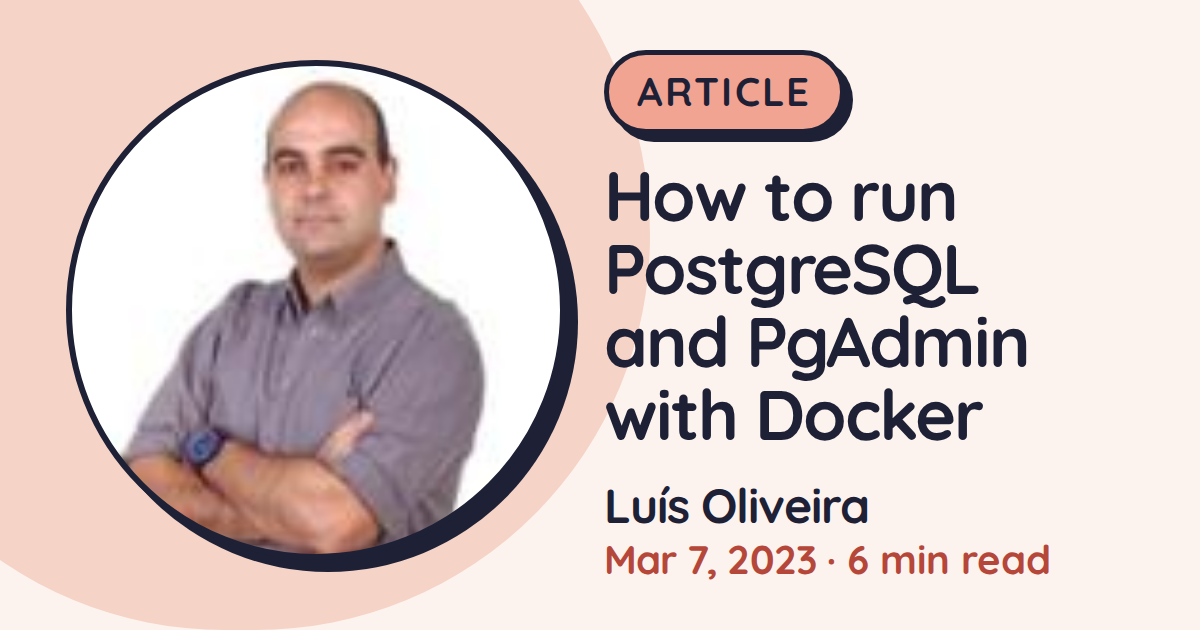 ARTICLE
How to run
PostgreSQL
and PgAdmin
with Docker
Luís Oliveira
Mar 7, 2023 · 6 min read